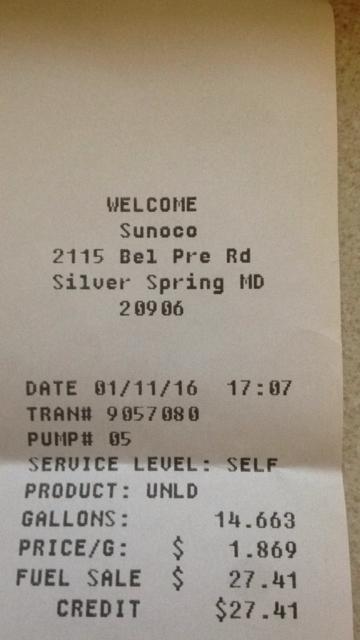 WELCOME
Sunoco
2115 Bel Pre Rd
Silver Spring MD
20906
DATE 01/11/16 17:07
TRAN# 9057080
PUMP# 05
SERVICE LEVEL: SELF
PRODUCT: UNLD
GALLONS: 14.663
PRICE/G: $ 1.869
FUEL SALE $ 27.41
CREDIT $27.41